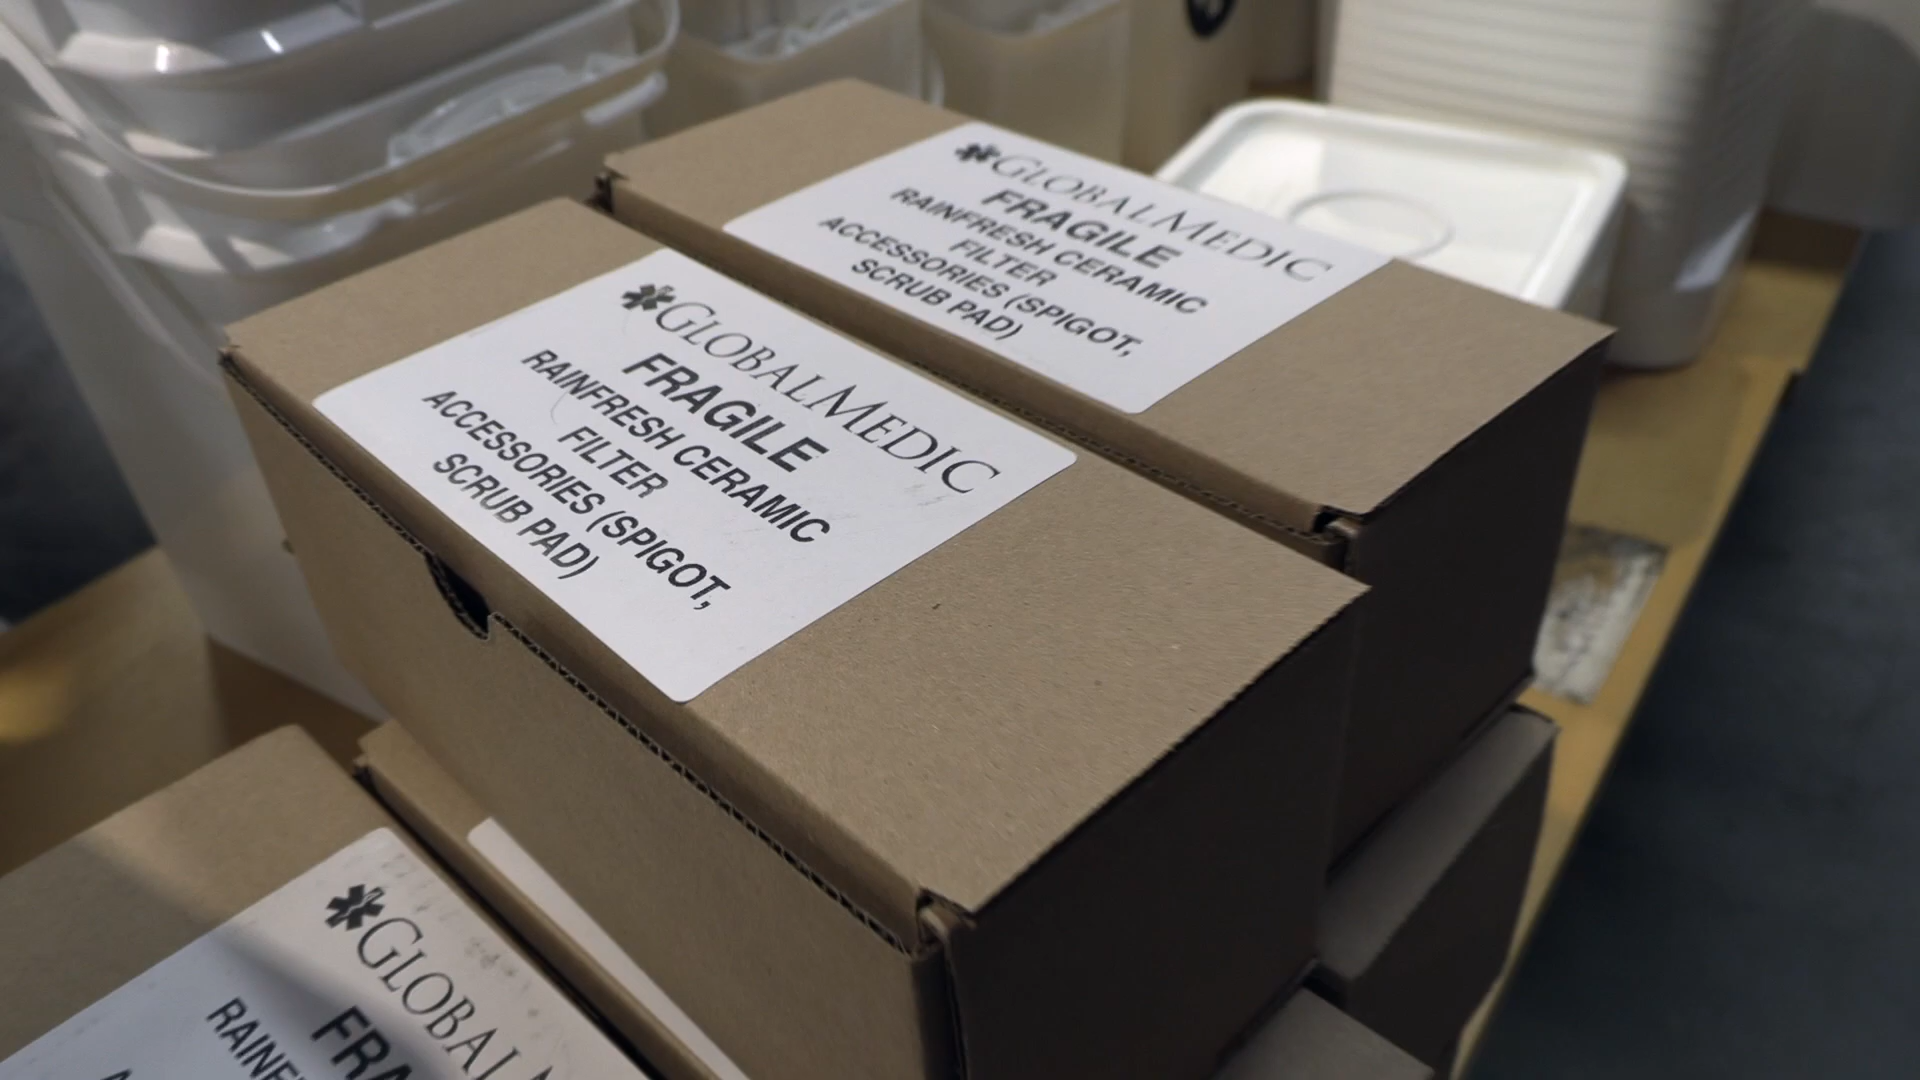 GLOBALMEDIC
FRAGILE
RAINFRESH CERAMIC
FILTER
ACCESSORIES (SPIGOT,
SCRUB PAD)
GLOBALMEDIC
FRAGILE
RAINFRESH CERAMIC
FILTER
ACCESSORIES (SPIGOT,
SCRUB PAD)
GLOBAL
FRA
RAINF